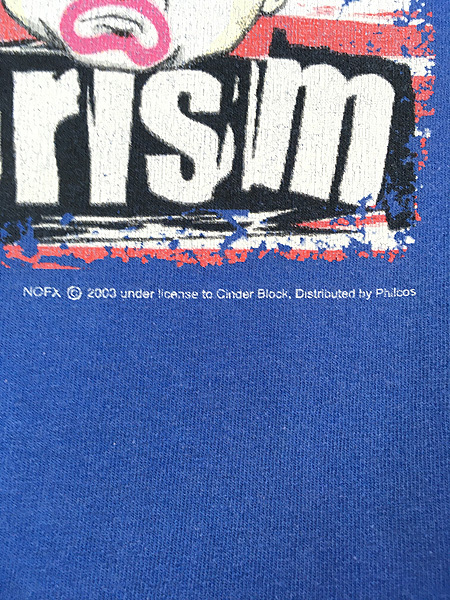 rism
NOFX © 2003 under license to Cinder Block, Distributed by Philcos